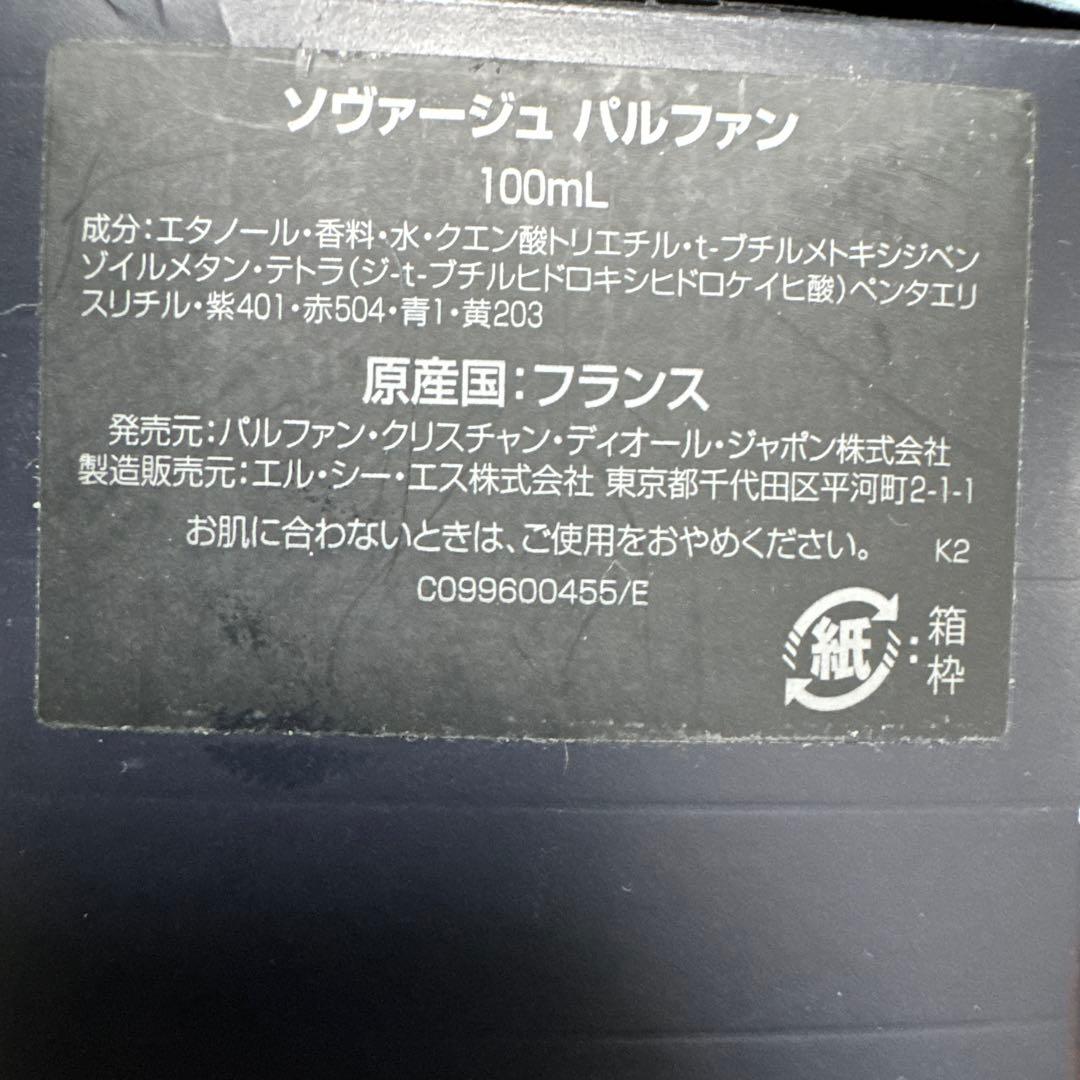 ソヴァージュ パルファン
100mL
成分:エタノール・香料・水・クエン酸トリエチル・t-ブチルメトキシジベン
ゾイルメタン・テトラ(ジ-t-ブチルヒドロキシヒドロケイヒ酸)ペンタエリ
スリチル・紫401・赤504・青1・黄203
原産国:フランス
発売元:パルファン・クリスチャン・ディオール・ジャポン株式会社
製造販売元:エル・シー・エス株式会社 東京都千代田区平河町2-1-1
お肌に合わないときは、ご使用をおやめください。 K2
C099600455/E
紙:箱
枠